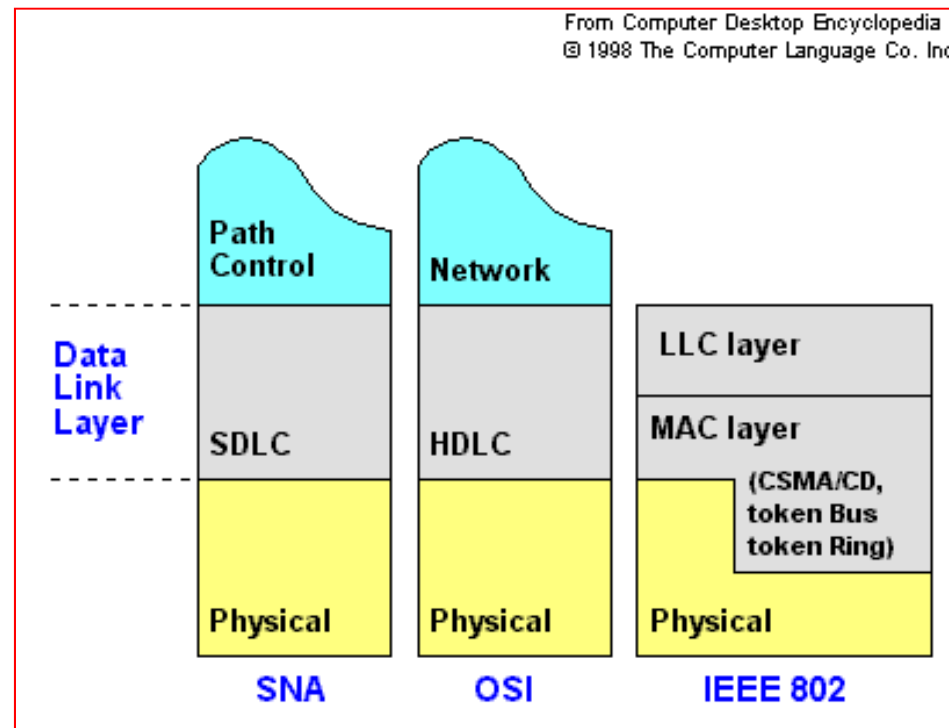 From Computer Desktop Encyclopedia
© 1998 The Computer Language Co. Inc
Path
Control
Network
Data
Link
Layer
SDLC
HDLC
LLC layer
MAC layer
(CSMA/CD,
token Bus
token Ring)
Physical
Physical
Physical
SNA
OSI
IEEE 802